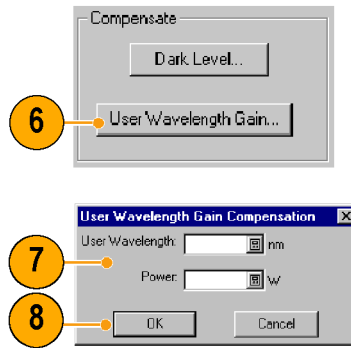 Compensate
Dark Level...
6
User Wavelength Gain...
User Wavelength Gain Compensation
7
User Wavelength: nm
Power: W
8
OK Cancel